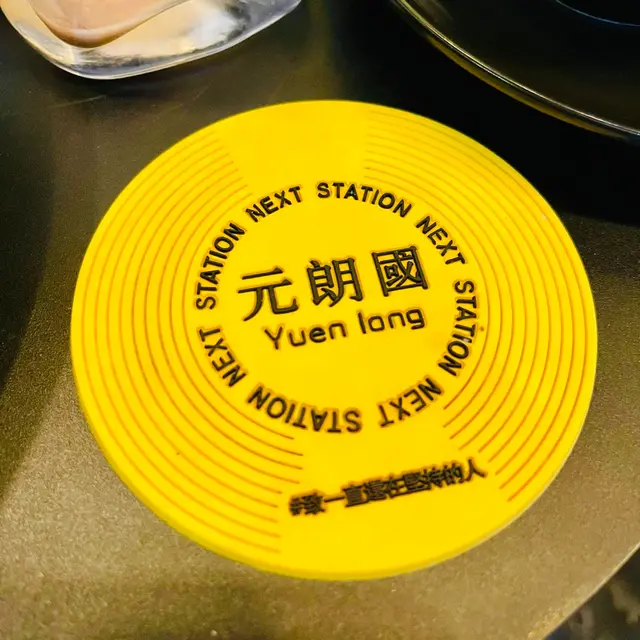 NEXT STATION NEXT STATION NEXT STATION NEXT STATION
元朗國
Yuen long
#致一直還在堅持的人